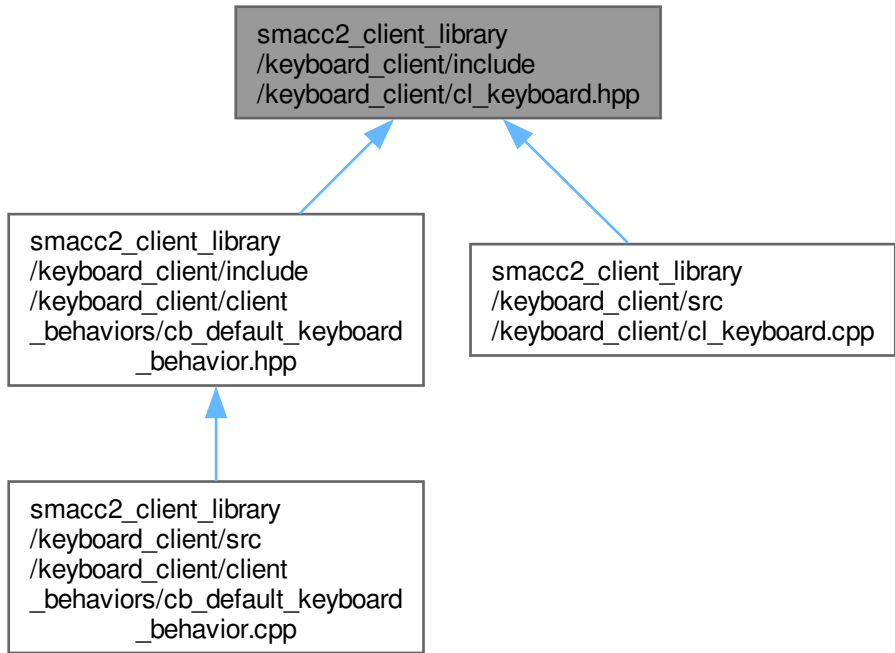 smacc2_client_library
/keyboard_client/include
/keyboard_client/cl_keyboard.hpp
smacc2_client_library
/keyboard_client/include
/keyboard_client/client
_behaviors/cb_default_keyboard
_behavior.hpp
smacc2_client_library
/keyboard_client/src
/keyboard_client/cl_keyboard.cpp
smacc2_client_library
/keyboard_client/src
/keyboard_client/client
_behaviors/cb_default_keyboard
_behavior.cpp